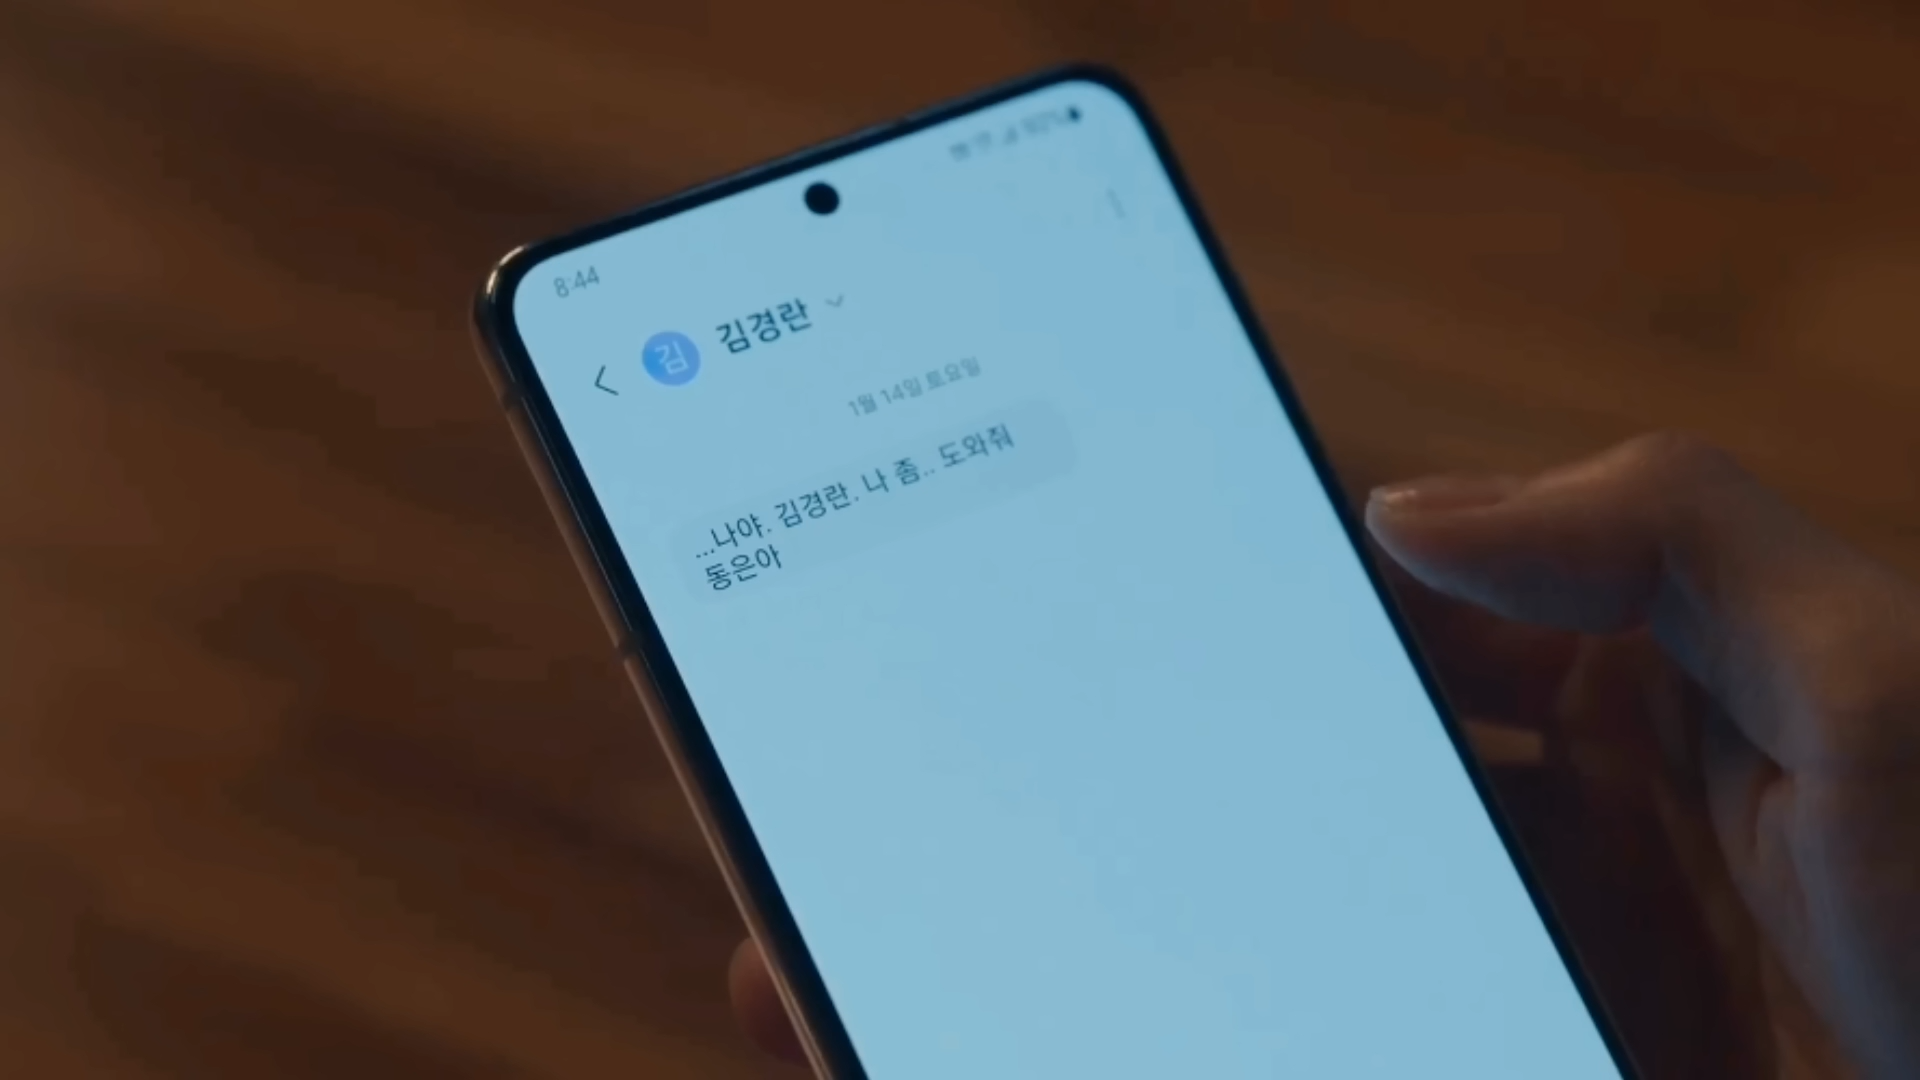 8:44
김
김경란
1월 14일 토요일
...나야. 김경란. 나 좀.. 도와줘
동은아